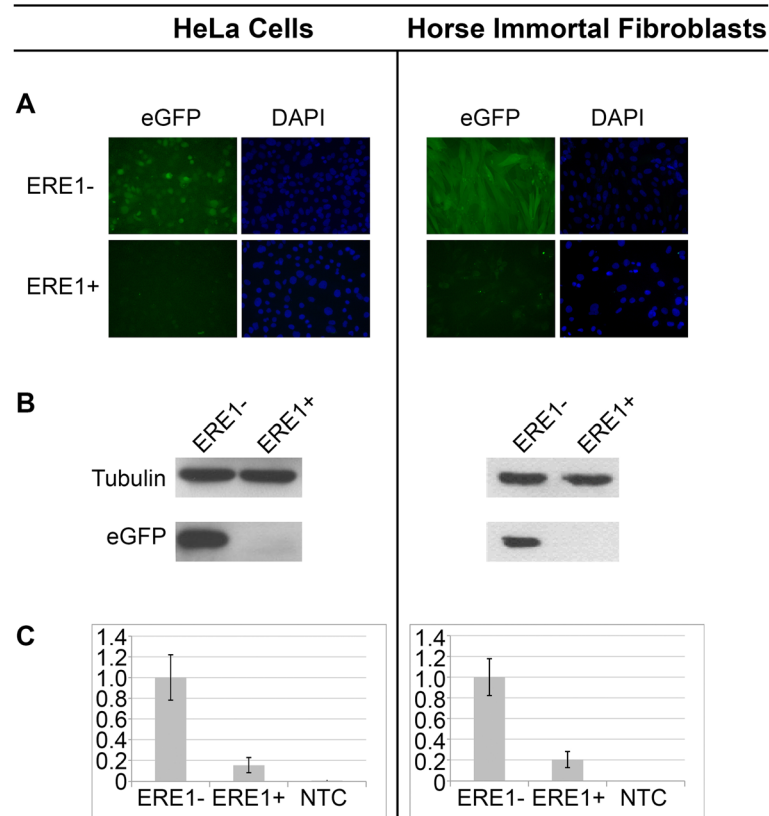 HeLa Cells
Horse Immortal Fibroblasts
A
eGFP DAPI
eGFP DAPI
ERE1-
ERE1+
B
ERE1- ERE1+
ERE1- ERE1+
Tubulin
eGFP
C
1.4
1.2
1.0
0.8
0.6
0.4
0.2
0
ERE1- ERE1+ NTC
1.4
1.2
1.0
0.8
0.6
0.4
0.2
0
ERE1- ERE1+ NTC